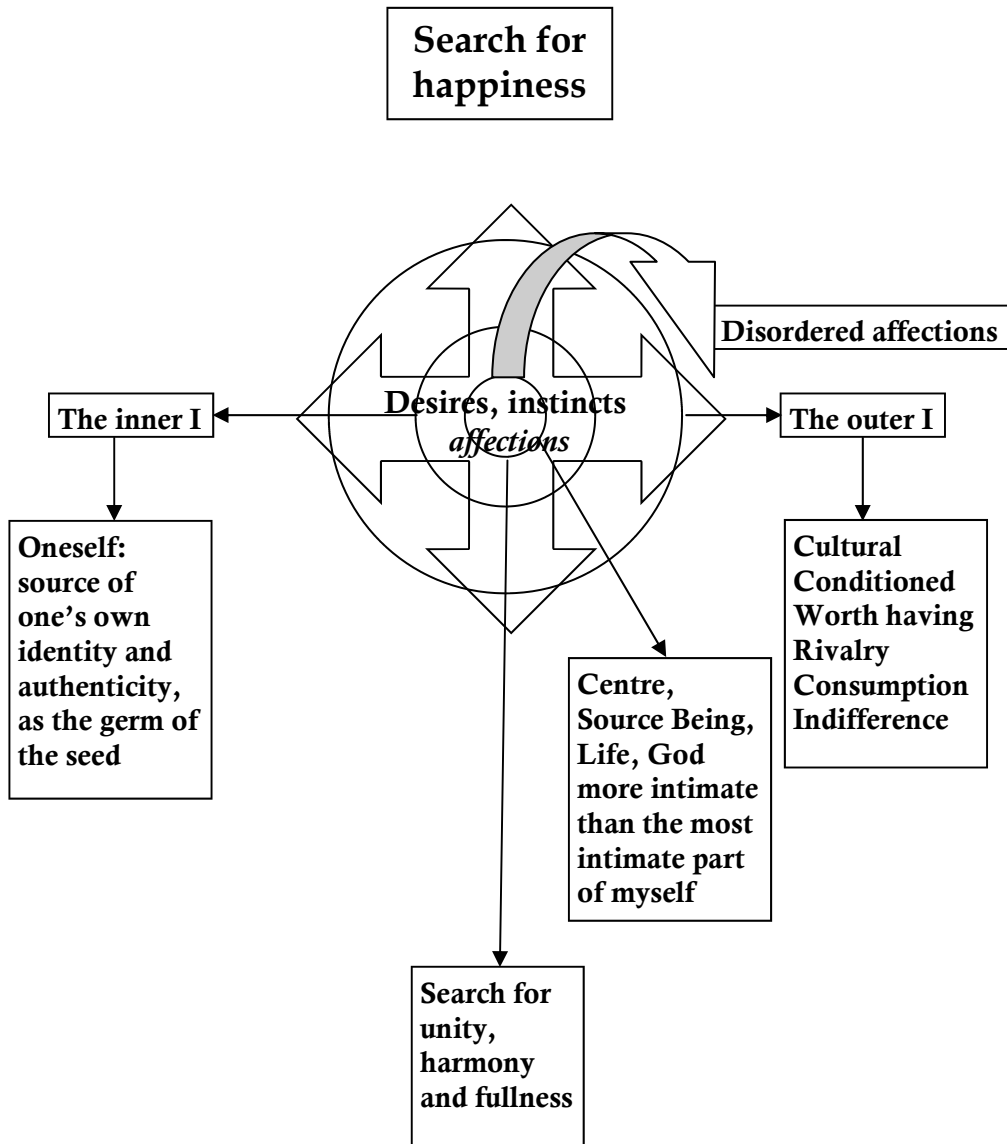 Search for
happiness
Disordered affections
Desires, instincts
affections
The inner I
The outer I
Oneself:
source of
one’s own
identity and
authenticity,
as the germ of
the seed
Cultural
Conditioned
Worth having
Rivalry
Consumption
Indifference
Centre,
Source Being,
Life, God
more intimate
than the most
intimate part
of myself
Search for
unity,
harmony
and fullness